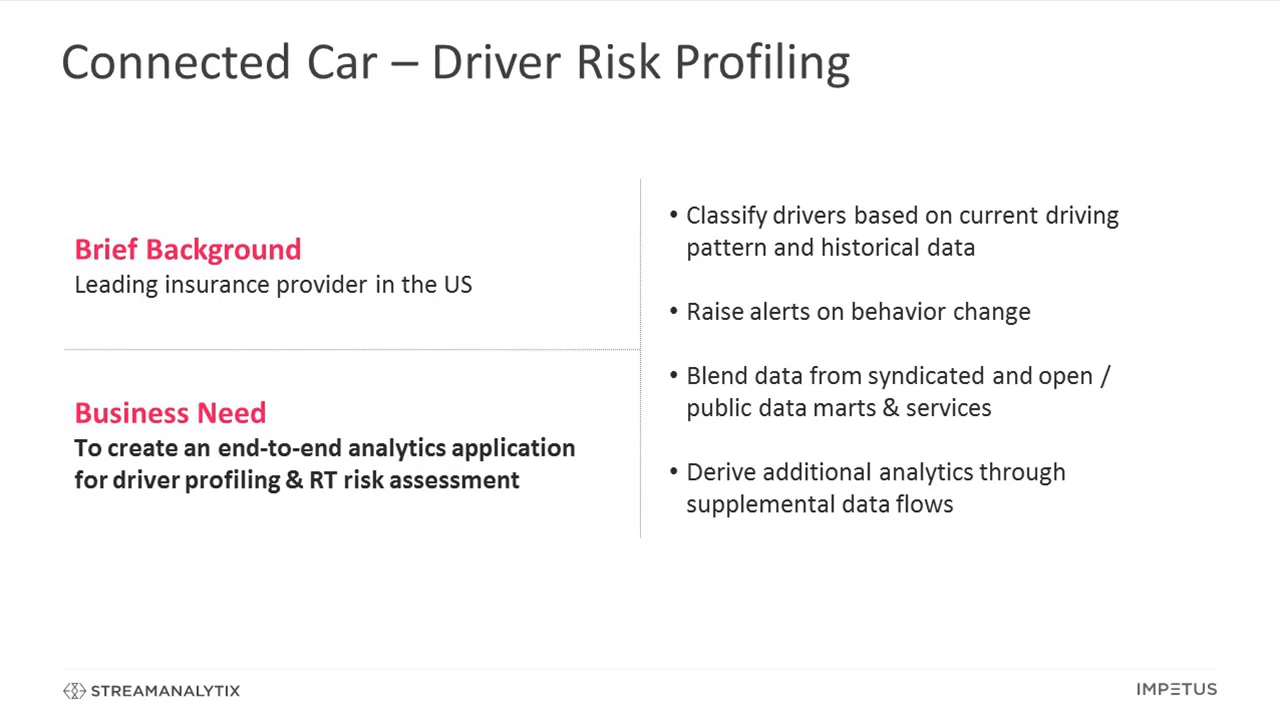 Connected Car – Driver Risk Profiling
Brief Background
Leading insurance provider in the US
Business Need
To create an end-to-end analytics application
for driver profiling & RT risk assessment
• Classify drivers based on current driving
pattern and historical data
• Raise alerts on behavior change
• Blend data from syndicated and open /
public data marts & services
• Derive additional analytics through
supplemental data flows
STREAMANALYTIX
IMPETUS